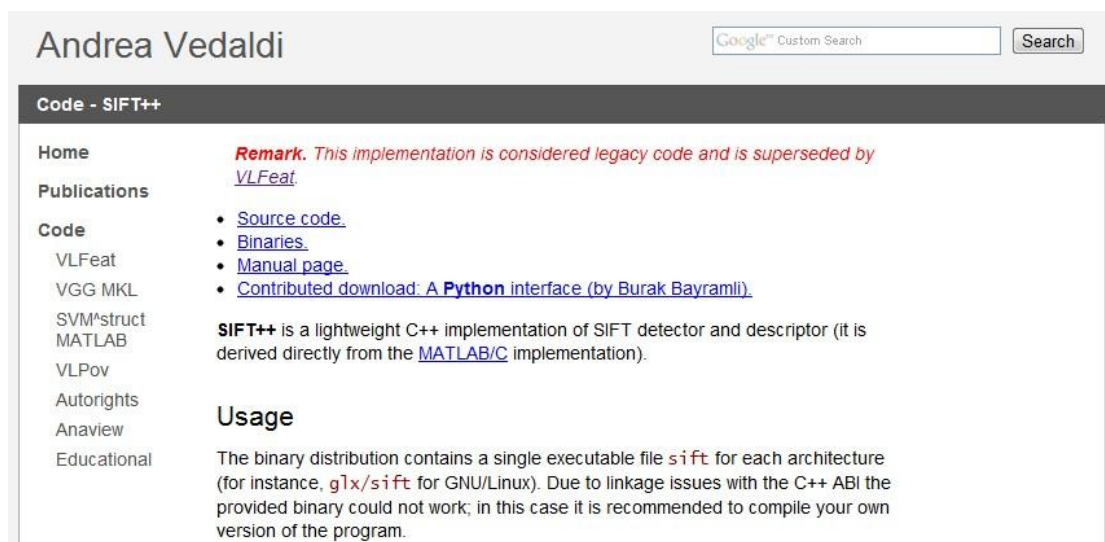 Andrea Vedaldi
Google™ Custom Search
Search
Code - SIFT++
Home
Publications
Code
VLFeat
VGG MKL
SVM^struct
MATLAB
VLPov
Autorights
Anaview
Educational
Remark. This implementation is considered legacy code and is superseded by
VLFeat.
• Source code.
• Binaries.
• Manual page.
• Contributed download: A Python interface (by Burak Bayramli).
SIFT++ is a lightweight C++ implementation of SIFT detector and descriptor (it is
derived directly from the MATLAB/C implementation).
Usage
The binary distribution contains a single executable file sift for each architecture
(for instance, glx/sift for GNU/Linux). Due to linkage issues with the C++ ABI the
provided binary could not work; in this case it is recommended to compile your own
version of the program.